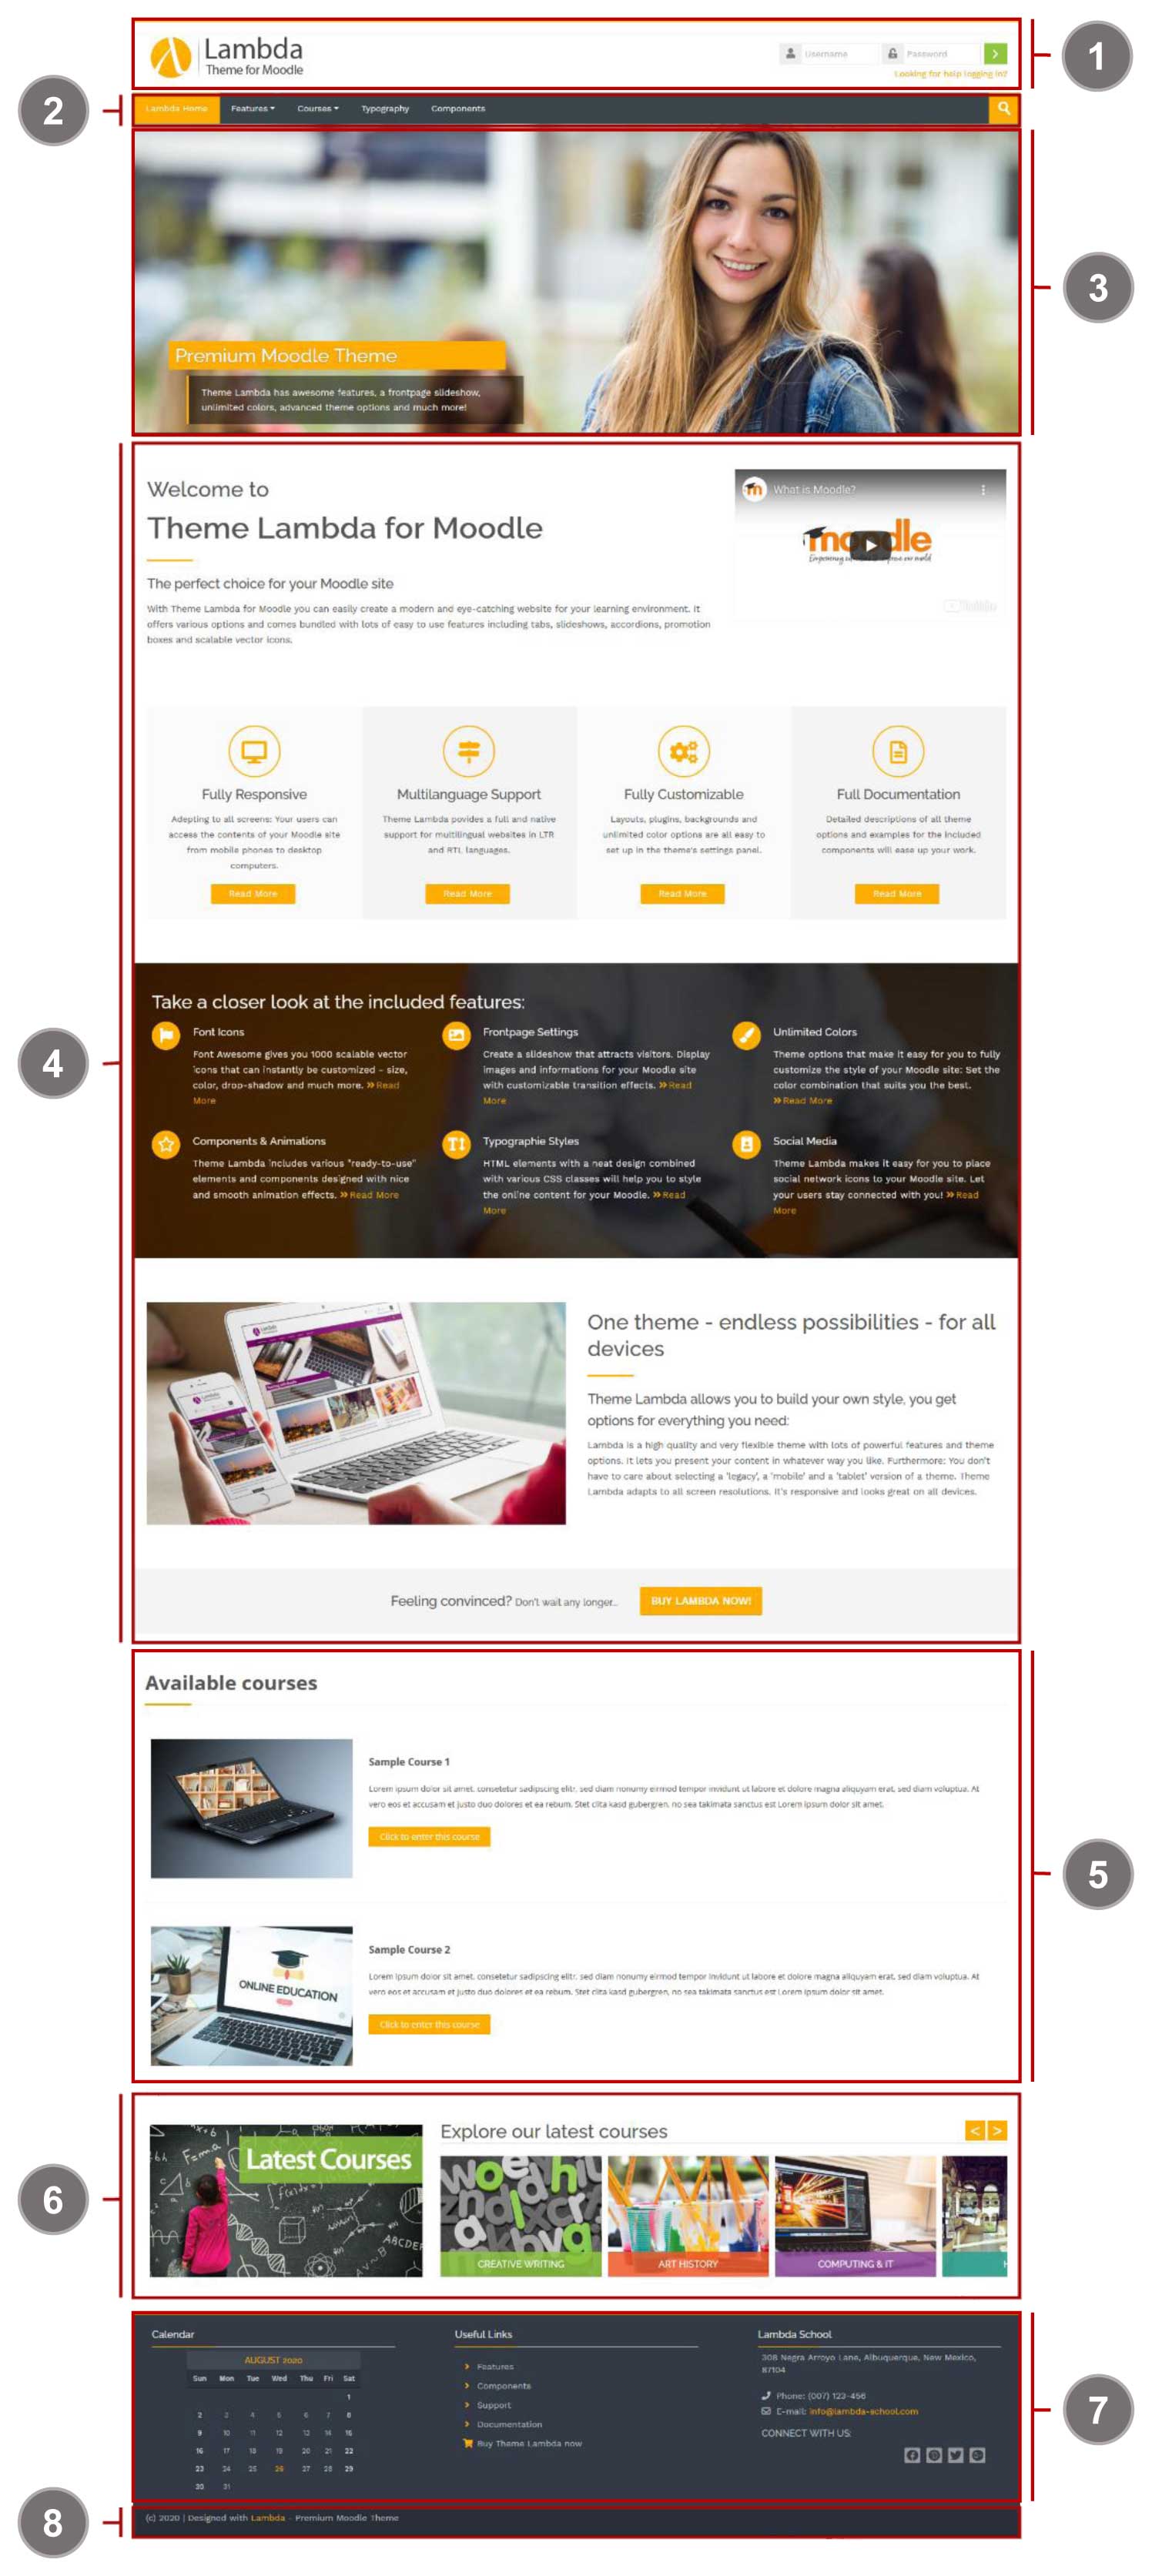 Lambda
Theme for Moodle
Username
Password
Looking for help logging in?
1
2
Lambda Home
Features
Courses
Typography
Components
3
Premium Moodle Theme
Theme Lambda has awesome features, a frontpage slideshow,
unlimited colors, advanced theme options and much more!
Welcome to
Theme Lambda for Moodle
The perfect choice for your Moodle site
With Theme Lambda for Moodle you can easily create a modern and eye-catching website for your learning environment. It
offers various options and comes bundled with lots of easy to use features including tabs, slideshows, accordions, promotion
boxes and scalable vector icons.
What is Moodle?
moodle
YouTube
Fully Responsive
Adepting to all screens: Your users can
access the contents of your Moodle site
from mobile phones to desktop
computers.
Read More
Multilanguage Support
Theme Lambda povides a full and native
support for multilingual websites in LTR
and RTL languages.
Read More
Fully Customizable
Layouts, plugins, backgrounds and
unlimited color options are all easy to
set up in the theme's settings panel.
Read More
Full Documentation
Detailed descriptions of all theme
options and examples for the included
components will ease up your work.
Read More
4
Take a closer look at the included features:
Font Icons
Font Awesome gives you 1000 scalable vector
icons that can instantly be customized - size,
color, drop-shadow and much more. » Read
More
Frontpage Settings
Create a slideshow that attracts visitors. Display
images and informations for your Moodle site
with customizable transition effects. » Read
More
Unlimited Colors
Theme options that make it easy for you to fully
customize the style of your Moodle site: Set the
color combination that suits you the best.
» Read More
Components & Animations
Theme Lambda includes various "ready-to-use"
elements and components designed with nice
and smooth animation effects. » Read More
Typographie Styles
HTML elements with a neat design combined
with various CSS classes will help you to style
the online content for your Moodle. » Read
More
Social Media
Theme Lambda makes it easy for you to place
social network icons to your Moodle site. Let
your users stay connected with you! » Read
More
One theme - endless possibilities - for all
devices
Theme Lambda allows you to build your own style, you get
options for everything you need:
Lambda is a high quality and very flexible theme with lots of powerful features and theme
options. It lets you present your content in whatever way you like. Furthermore: You don't
have to care about selecting a 'legacy', a 'mobile' and a 'tablet' version of a theme. Theme
Lambda adapts to all screen resolutions. It's responsive and looks great on all devices.
Feeling convinced? Don't wait any longer...
BUY LAMBDA NOW!
Available courses
Sample Course 1
Lorem ipsum dolor sit amet, consetetur sadipscing elitr, sed diam nonumy eirmod tempor invidunt ut labore et dolore magna aliquyam erat, sed diam voluptua. At
vero eos et accusam et justo duo dolores et ea rebum. Stet clita kasd gubergren, no sea takimata sanctus est Lorem ipsum dolor sit amet.
Click to enter this course
5
ONLINE EDUCATION
Sample Course 2
Lorem ipsum dolor sit amet, consetetur sadipscing elitr, sed diam nonumy eirmod tempor invidunt ut labore et dolore magna aliquyam erat, sed diam voluptua. At
vero eos et accusam et justo duo dolores et ea rebum. Stet clita kasd gubergren, no sea takimata sanctus est Lorem ipsum dolor sit amet.
Click to enter this course
6
Latest Courses
ABCDE
Explore our latest courses
< >
CREATIVE WRITING
ART HISTORY
COMPUTING & IT
H
7
Calendar
AUGUST 2020
Sun Mon Tue Wed Thu Fri Sat
1
2 3 4 5 6 7 8
9 10 11 12 13 14 15
16 17 18 19 20 21 22
23 24 25 26 27 28 29
30 31
Useful Links
Features
Components
Support
Documentation
Buy Theme Lambda now
Lambda School
308 Negra Arroyo Lane, Albuquerque, New Mexico,
87104
Phone: (007) 123-456
E-mail: info@lambda-school.com
CONNECT WITH US:
8
(c) 2020 | Designed with Lambda - Premium Moodle Theme